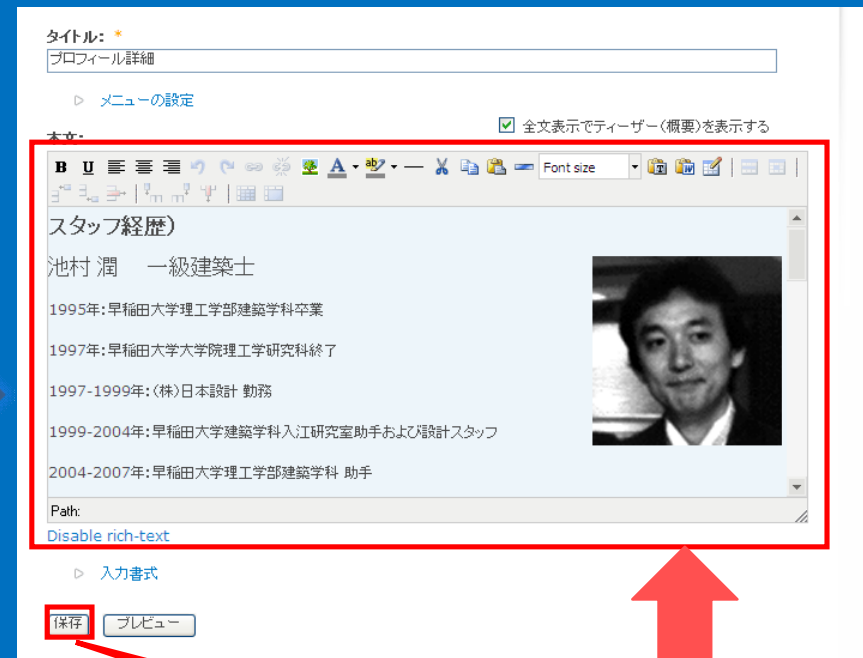 タイトル: *
プロフィール詳細
メニューの設定
全文表示でティーザー(概要)を表示する
本文:
B U A ab Font size
スタッフ経歴)
池村 潤 一級建築士
1995年:早稲田大学理工学部建築学科卒業
1997年:早稲田大学大学院理工学研究科終了
1997-1999年:(株)日本設計 勤務
1999-2004年:早稲田大学建築学科入江研究室助手および設計スタッフ
2004-2007年:早稲田大学理工学部建築学科 助手
Path:
Disable rich-text
入力書式
保存 プレビュー